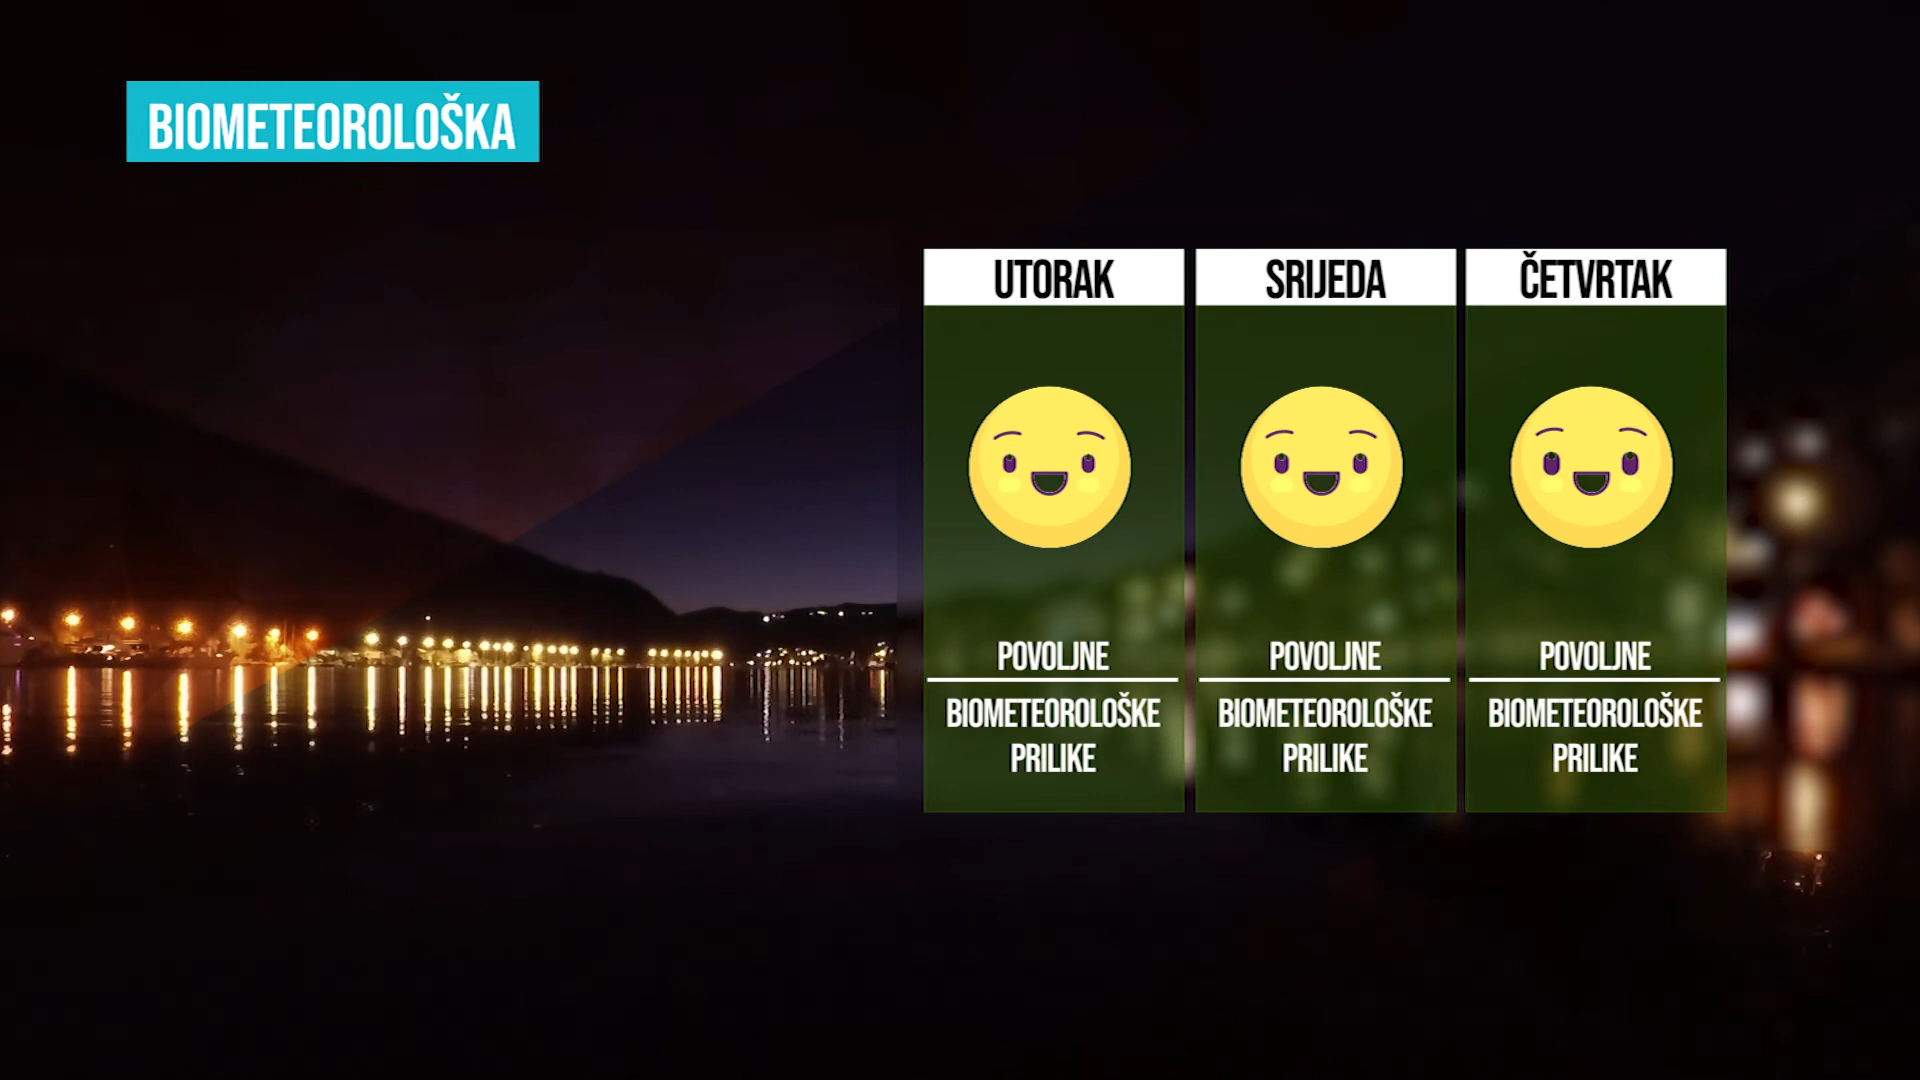 BIOMETEOROLOŠKA
UTORAK
POVOLJNE
BIOMETEOROLOŠKE
PRILIKE
SRIJEDA
POVOLJNE
BIOMETEOROLOŠKE
PRILIKE
ČETVRTAK
POVOLJNE
BIOMETEOROLOŠKE
PRILIKE